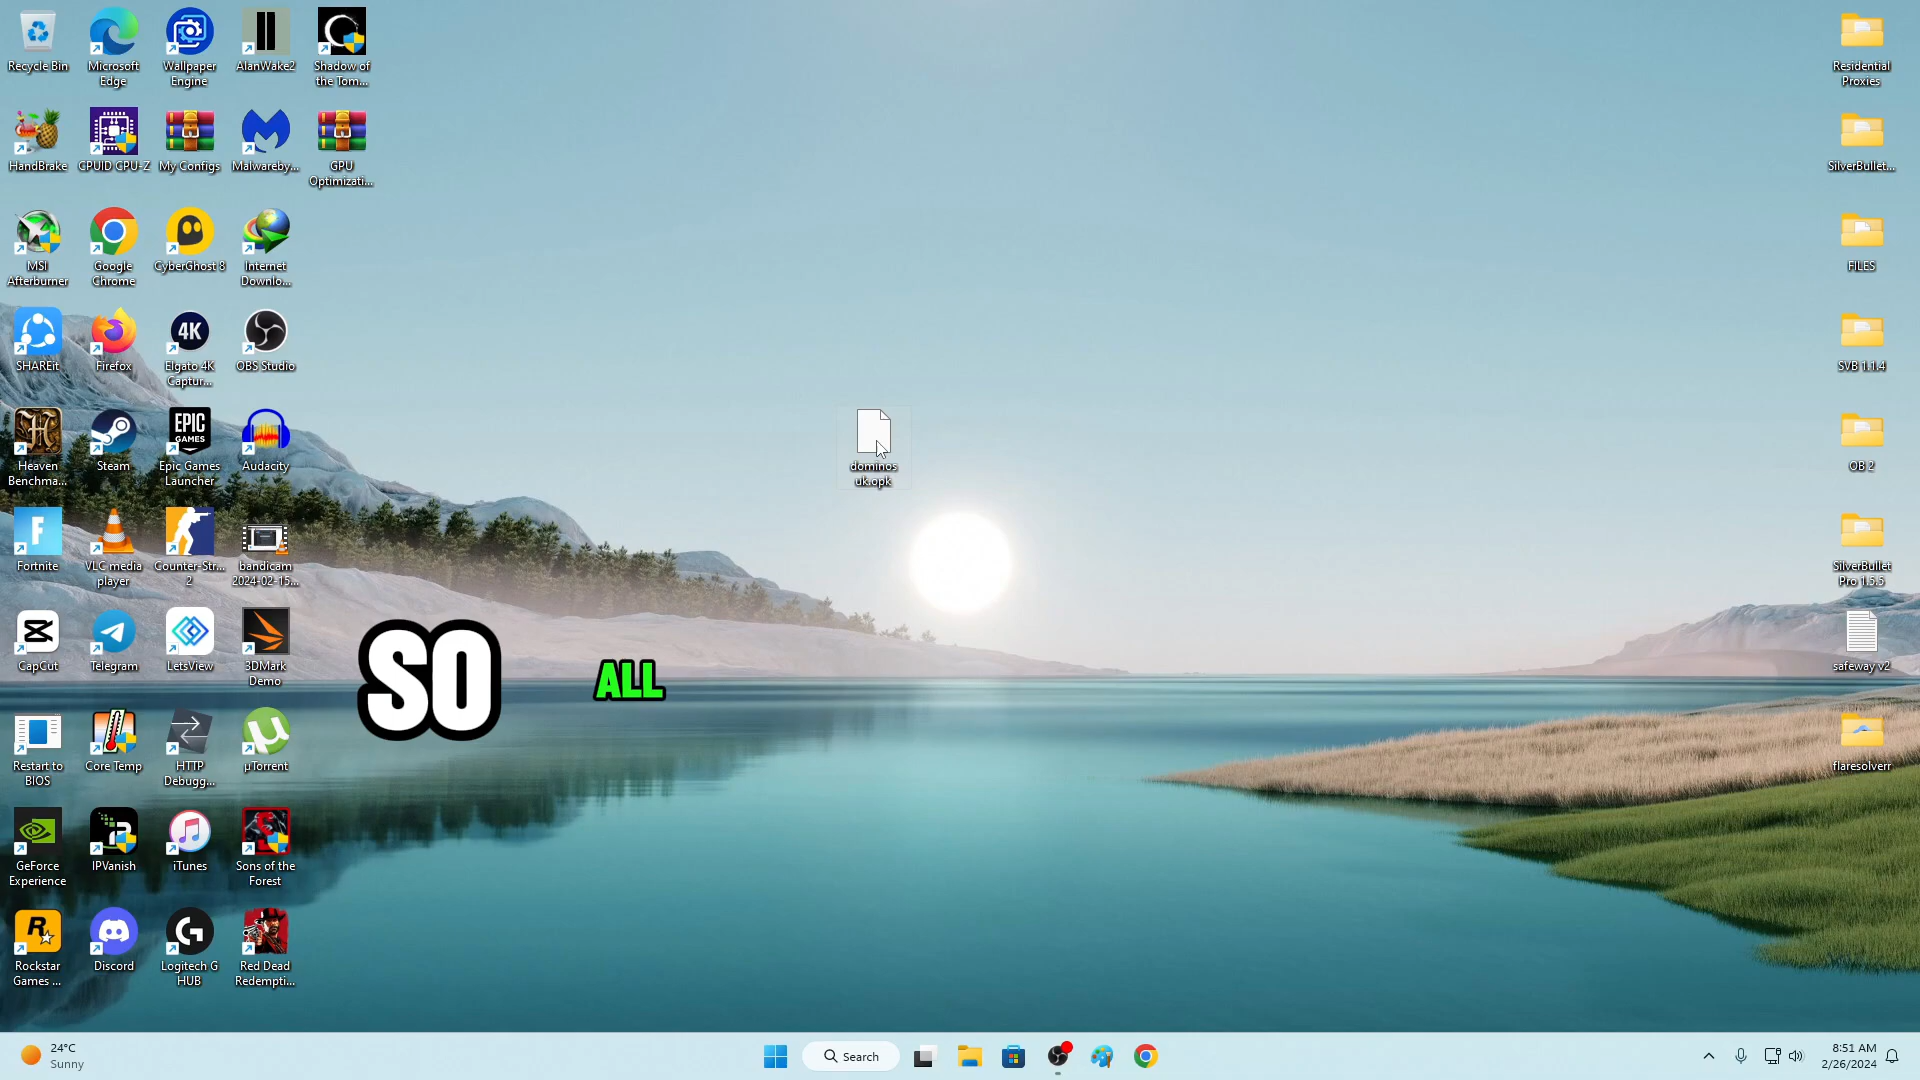 Recycle Bin
Microsoft
Edge
Wallpaper
Engine
AlanWake2
Shadow of
the Tom...
HandBrake
CPUID CPU-Z
My Configs
Malwareby...
GPU
Optimizati...
MSI
Afterburner
Google
Chrome
CyberGhost 8
Internet
Downlo...
SHAREit
Firefox
4K
Elgato 4K
Captur...
OBS Studio
Heaven
Benchma...
Steam
EPIC
GAMES
Epic Games
Launcher
Audacity
Fortnite
VLC media
player
Counter-Str...
2
bandicam
2024-02-15...
CapCut
Telegram
LetsView
3DMark
Demo
Restart to
BIOS
Core Temp
HTTP
Debugg...
µTorrent
GeForce
Experience
IPVanish
iTunes
Sons of the
Forest
Rockstar
Games ...
Discord
Logitech G
HUB
Red Dead
Redempti...
dominos
uk.opk
SO
ALL
Residential
Proxies
SilverBullet...
FILES
SVB 1.1.4
OB 2
SilverBullet
Pro 1.5.5
safeway v2
flaresolverr
24°C
Sunny
Search
8:51 AM
2/26/2024